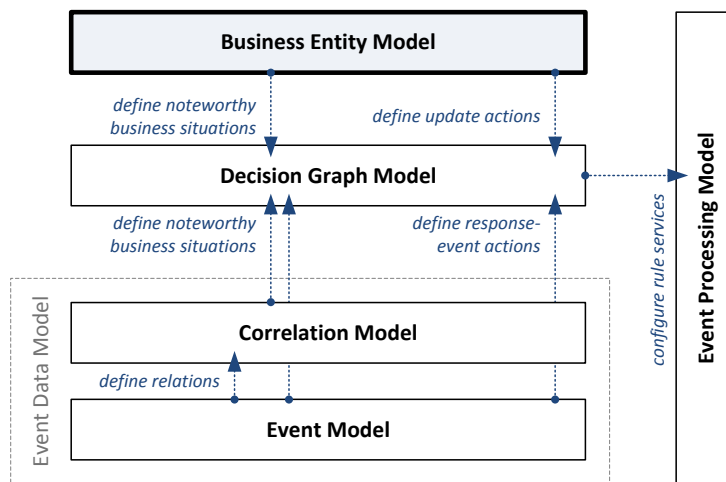 Business Entity Model
define noteworthy
business situations
define update actions
Decision Graph Model
define noteworthy
business situations
define response-
event actions
configure rule services
Event Processing Model
Event Data Model
Correlation Model
define relations
Event Model